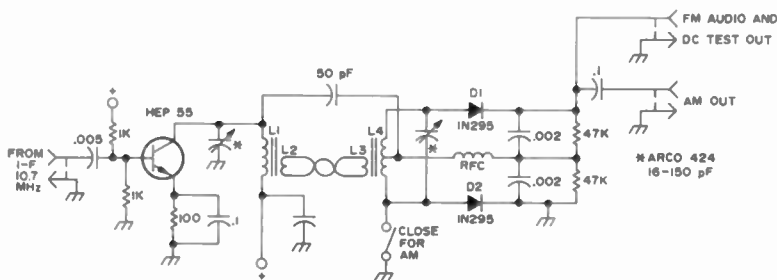 FROM
I-F
10.7
MHz
.005
+
1K
1K
HEP 55
100
.1
*
50 pF
L1
L2
L3
L4
+
*
CLOSE
FOR
AM
D1
1N295
RFC
D2
1N295
.002
.002
47K
47K
.1
FM AUDIO AND
DC TEST OUT
AM OUT
*ARCO 424
16-150 pF